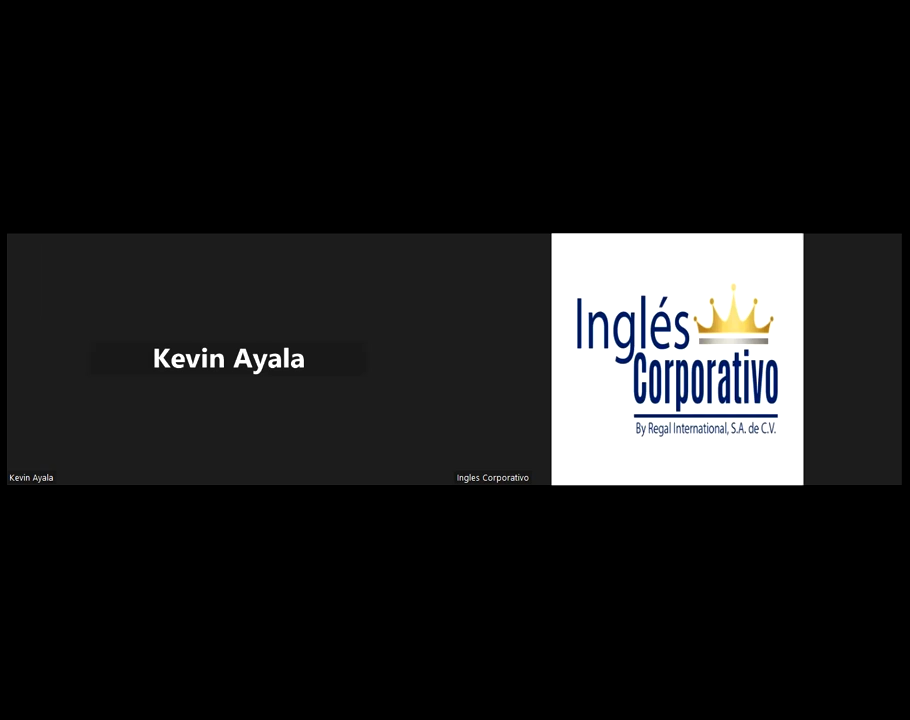 Kevin Ayala
Kevin Ayala
Ingles Corporativo
Inglés
Corporativo
By Regal International, S.A. de C.V.